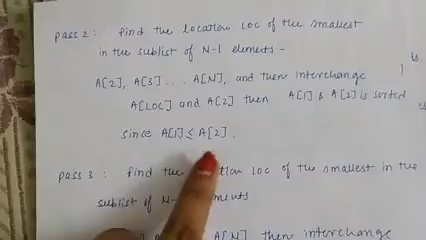 Pass 2: Find the location LOC of the smallest
in the sublist of N-1 elements -
A[2], A[3] ... A[N], and then interchange
A[LOC] and A[2] then A[1] & A[2] is sorted
since A[1] ≤ A[2].
Pass 3: Find the LOC of the smallest in the
sublist of
A[N] then interchange